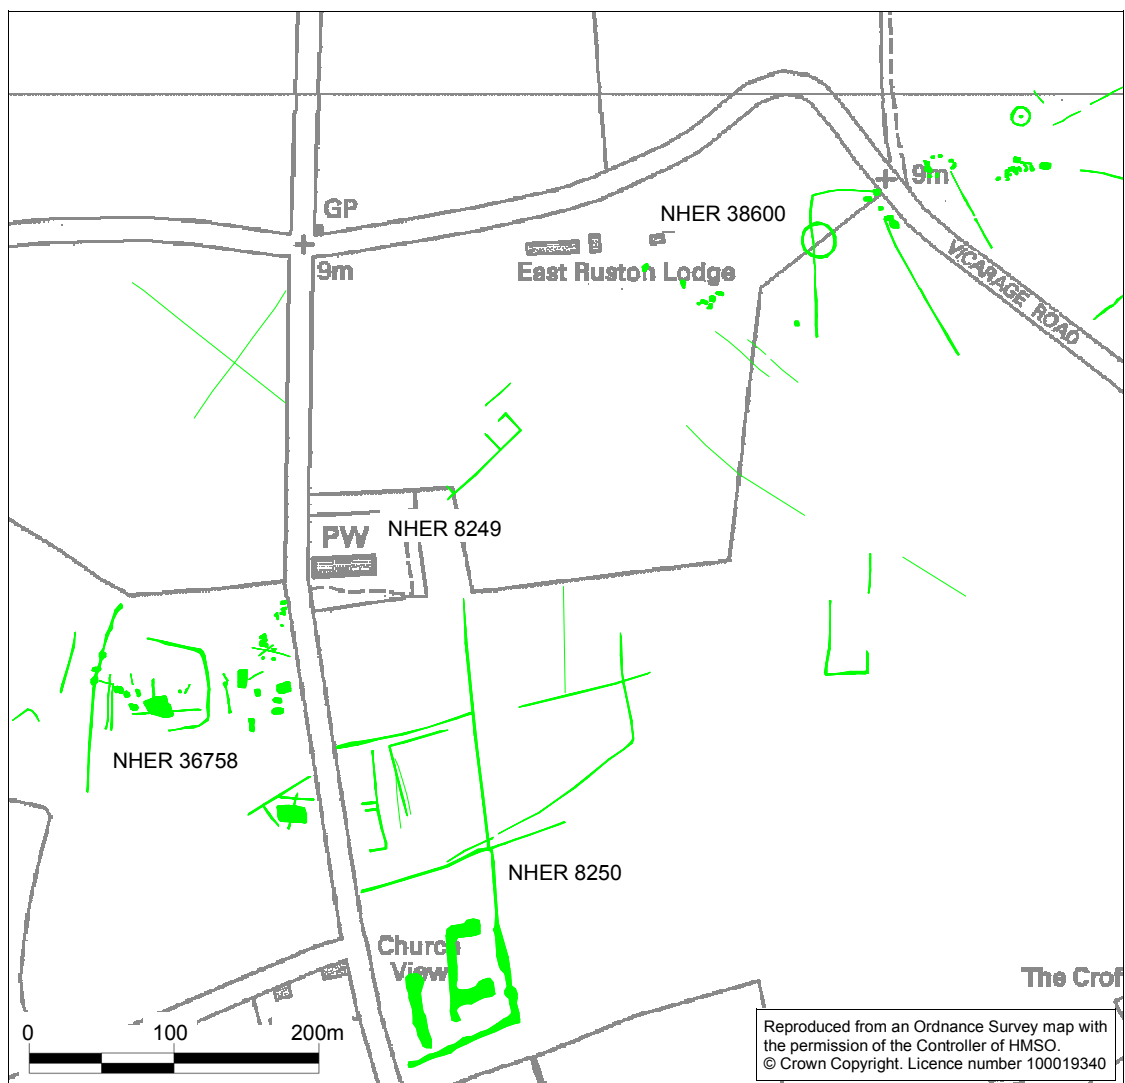 GP
9m
NHER 38600
East Ruston Lodge
9m
VICARAGE ROAD
PW
NHER 8249
NHER 36758
NHER 8250
Church
View
The Crof
0 100 200m
Reproduced from an Ordnance Survey map with
the permission of the Controller of HMSO.
© Crown Copyright. Licence number 100019340